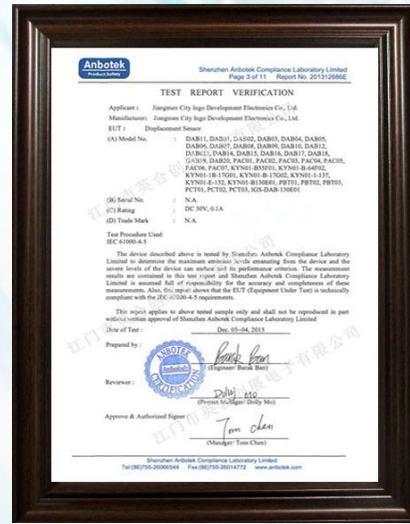 Anbotek
Product Safety
Shenzhen Anbotek Compliance Laboratory Limited
Page 3 of 11 Report No. 201312686E
TEST REPORT VERIFICATION
Applicant : Jiangmen City Ingo Development Electronics Co., Ltd.
Manufacturer: Jiangmen City Ingo Development Electronics Co., Ltd.
EUT : Displacement Sensor
(A) Model No. : DAB11, DAB01, DAB02, DAB03, DAB04, DAB05,
DAB06, DAB07, DAB08, DAB09, DAB10, DAB12,
DAB13, DAB14, DAB15, DAB16, DAB17, DAB18,
DAB19, DAB20, PAC01, PAC02, PAC03, PAC04, PAC05,
PAC06, PAC07, KYN01-B55F01, KYN01-B-64F02,
KYN01-1B-17G01, KYN01-B-17G02, KYN01-1-137,
KYN01-E-132, KYN01-B130E01, PBT01, PBT02, PBT03,
PCT01, PCT02, PCT03, IGS-DAB-130E01
(B) Serial No. : N.A.
(C) Rating : DC 30V, 0.1A
(D) Trade Mark : N.A.
Test Procedure Used:
IEC 61000-4-5
The device described above is tested by Shenzhen Anbotek Compliance Laboratory
Limited to determine the maximum emission levels emanating from the device and the
severe levels of the device can endure and its performance criterion. The measurement
results are contained in this test report and Shenzhen Anbotek Compliance Laboratory
Limited is assumed full of responsibility for the accuracy and completeness of these
measurements. Also, this report shows that the EUT (Equipment Under Test) is technically
compliant with the IEC 61000-4-5 requirements.
This report applies to above tested sample only and shall not be reproduced in part
without written approval of Shenzhen Anbotek Compliance Laboratory Limited
Date of Test : Dec. 03~04, 2013
Prepared by :
ANBOTEK
Anbotek
CERTIFICATION
Barak Ban
(Engineer/ Barak Ban)
Reviewer :
Dolly Mo
(Project Manager/ Dolly Mo)
Approve & Authorized Signer :
Tom chen
(Manager/ Tom Chen)
Shenzhen Anbotek Compliance Laboratory Limited
Tel:(86)755-26066544 Fax:(86)755-26014772 www.anbotek.com